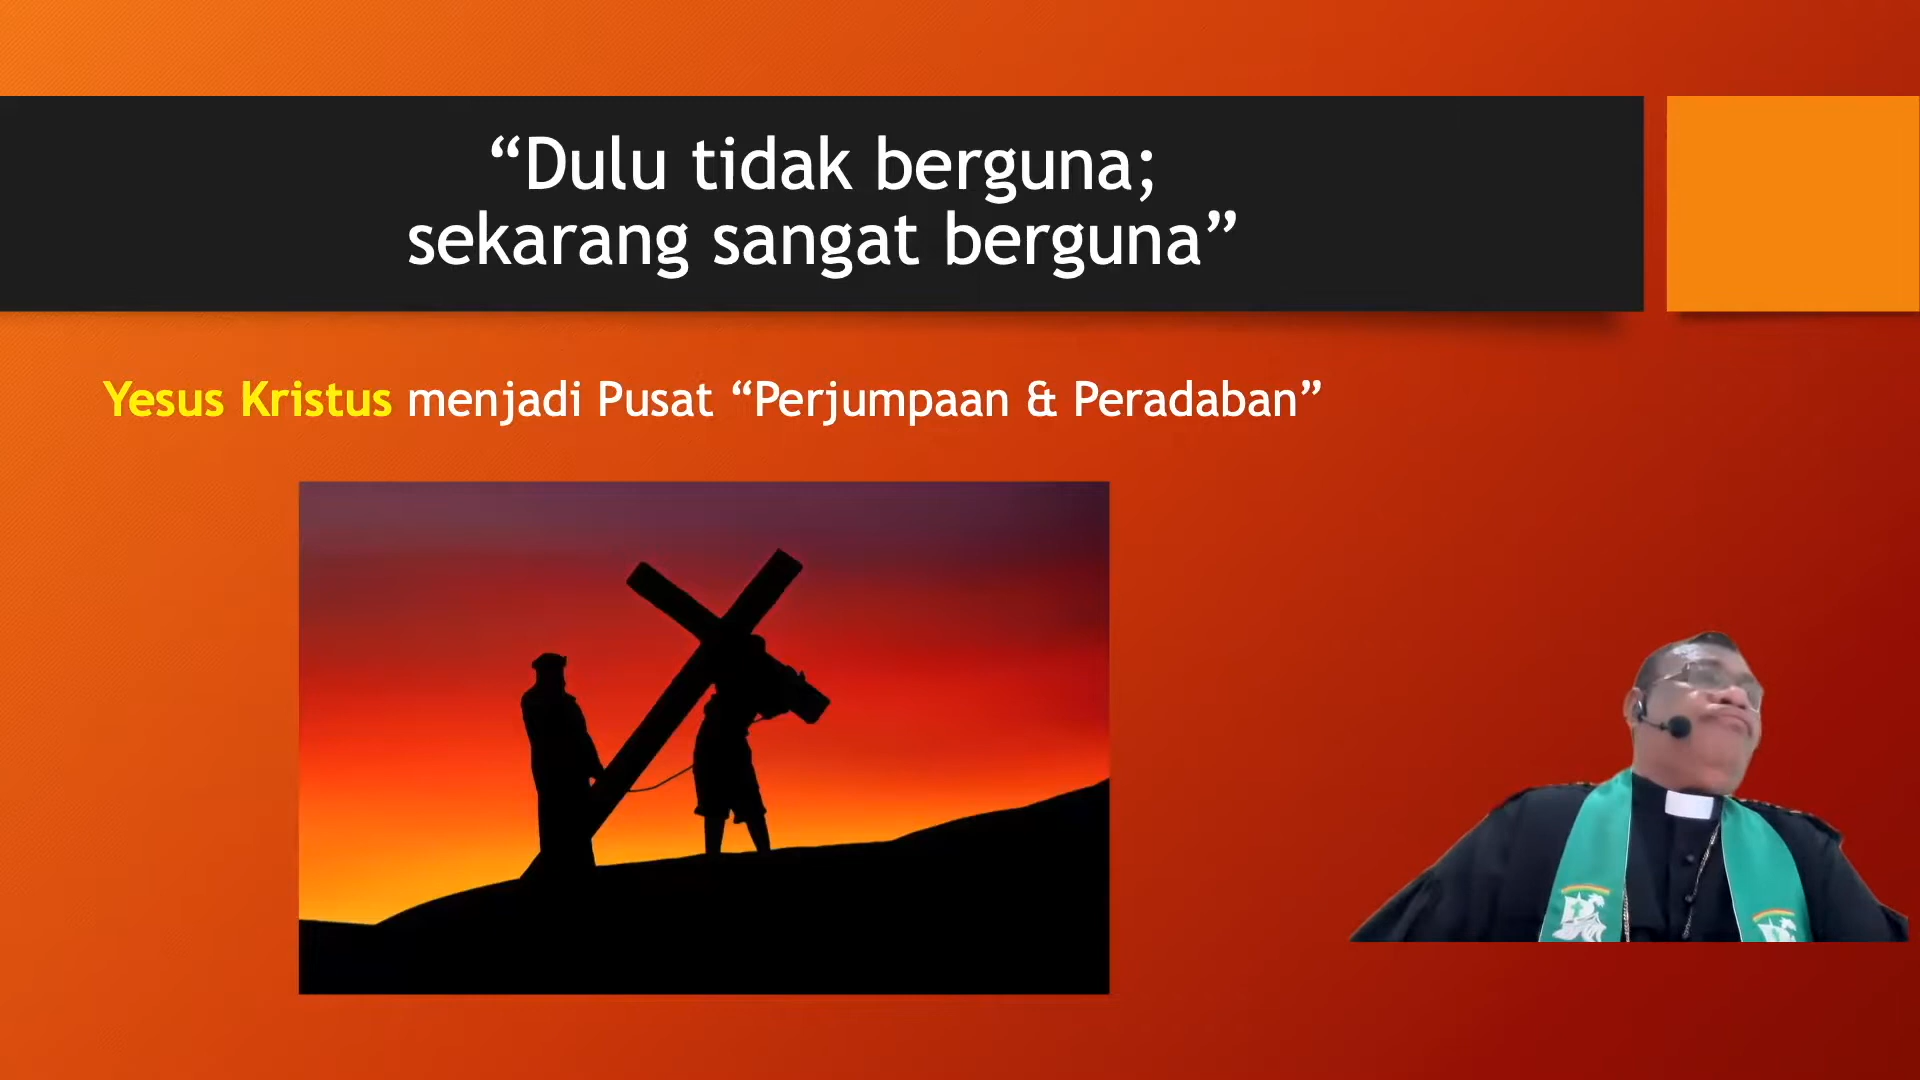 “Dulu tidak berguna;
sekarang sangat berguna”
Yesus Kristus menjadi Pusat “Perjumpaan & Peradaban”